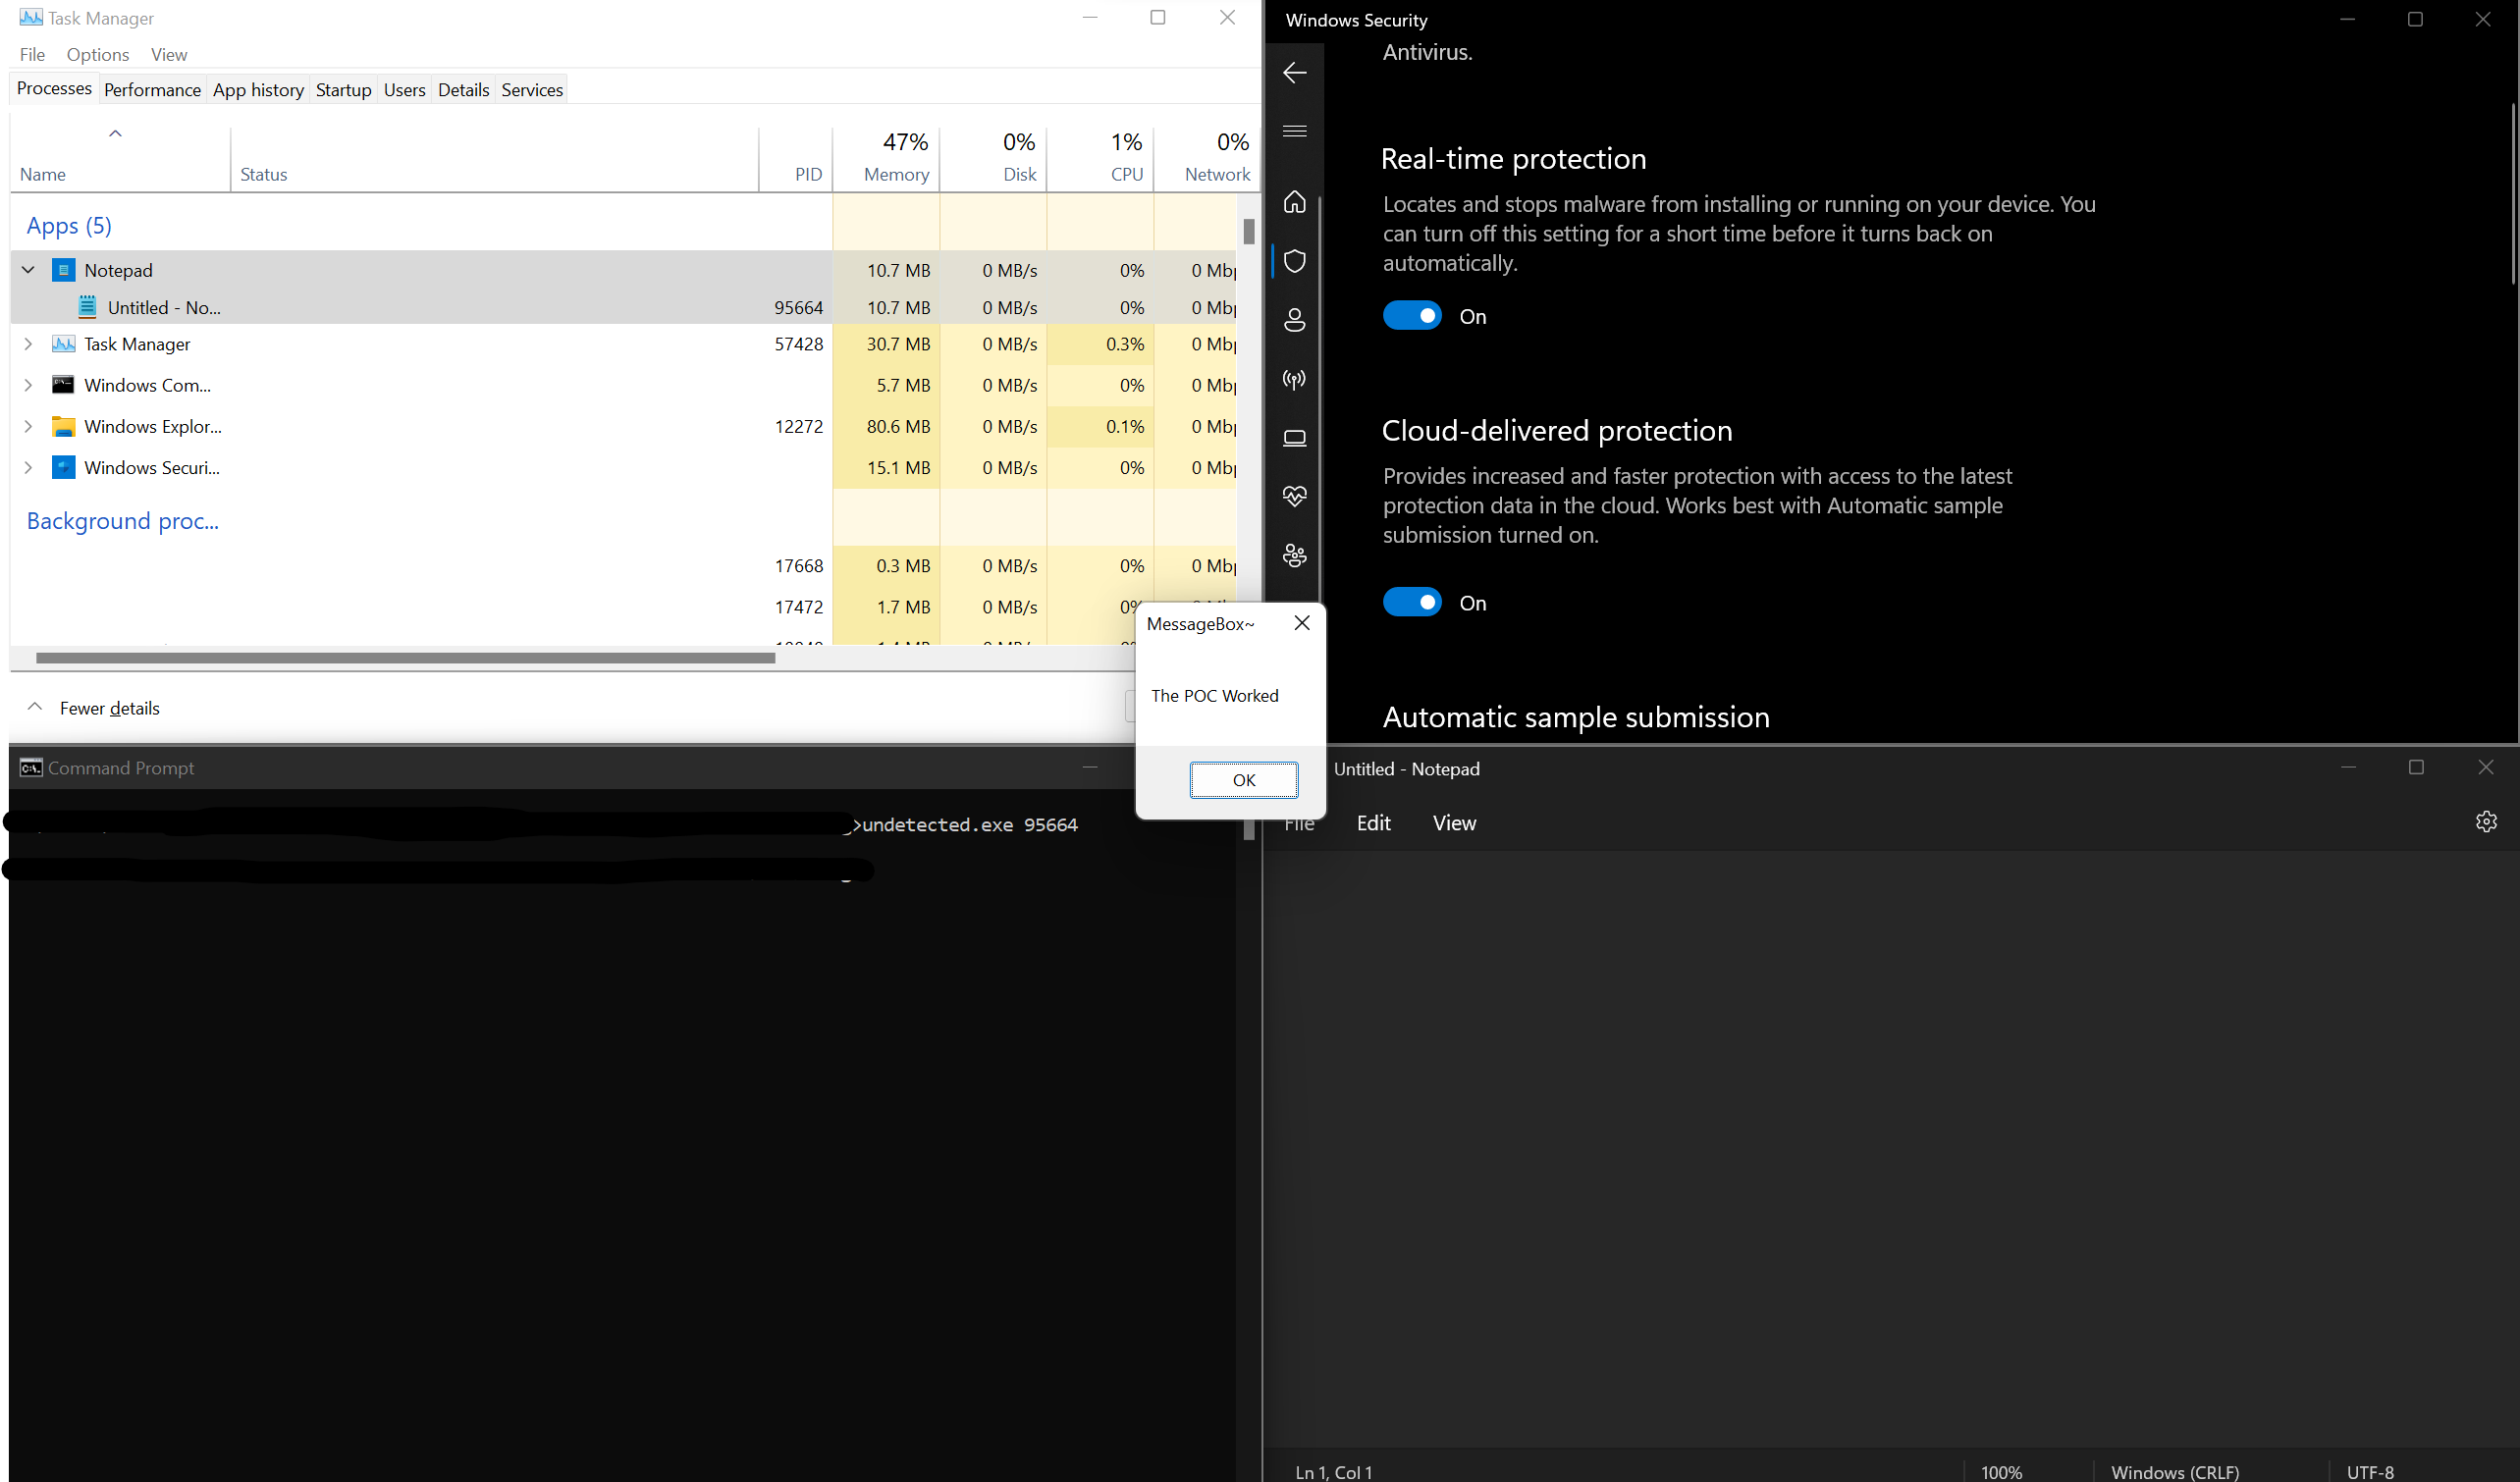 Task Manager
File Options View
Processes Performance App history Startup Users Details Services
47% 0% 1% 0%
Name Status PID Memory Disk CPU Network
Apps (5)
Notepad 10.7 MB 0 MB/s 0% 0 Mb
Untitled - No... 95664 10.7 MB 0 MB/s 0% 0 Mb
Task Manager 57428 30.7 MB 0 MB/s 0.3% 0 Mb
Windows Com... 5.7 MB 0 MB/s 0% 0 Mb
Windows Explor... 12272 80.6 MB 0 MB/s 0.1% 0 Mb
Windows Securi... 15.1 MB 0 MB/s 0% 0 Mb
Background proc...
17668 0.3 MB 0 MB/s 0% 0 Mb
17472 1.7 MB 0 MB/s 0%
Fewer details
Windows Security
Antivirus.
Real-time protection
Locates and stops malware from installing or running on your device. You
can turn off this setting for a short time before it turns back on
automatically.
On
Cloud-delivered protection
Provides increased and faster protection with access to the latest
protection data in the cloud. Works best with Automatic sample
submission turned on.
On
Automatic sample submission
MessageBox~
The POC Worked
OK
Command Prompt
>undetected.exe 95664
Untitled - Notepad
File Edit View
Ln 1, Col 1 100% Windows (CRLF) UTF-8